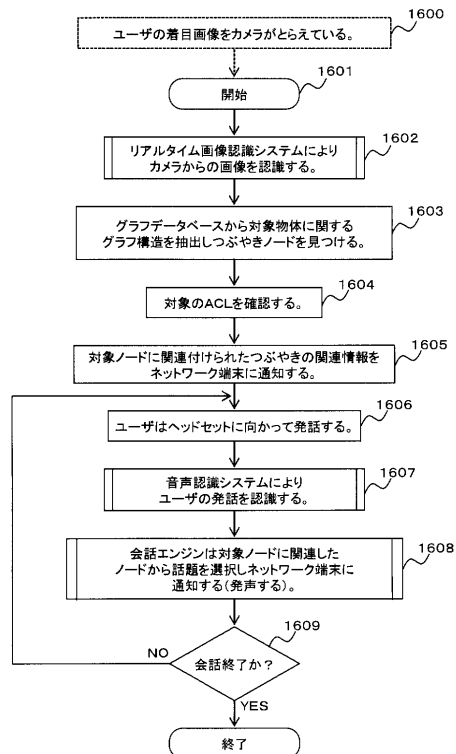 1600
ユーザの着目画像をカメラがとらえている。
1601
開始
1602
リアルタイム画像認識システムにより
カメラからの画像を認識する。
1603
グラフデータベースから対象物体に関する
グラフ構造を抽出しつぶやきノードを見つける。
1604
対象のACLを確認する。
1605
対象ノードに関連付けられたつぶやきの関連情報を
ネットワーク端末に通知する。
1606
ユーザはヘッドセットに向かって発話する。
1607
音声認識システムにより
ユーザの発話を認識する。
1608
会話エンジンは対象ノードに関連した
ノードから話題を選択しネットワーク端末に
通知する(発声する)。
1609
NO
会話終了か?
YES
終了